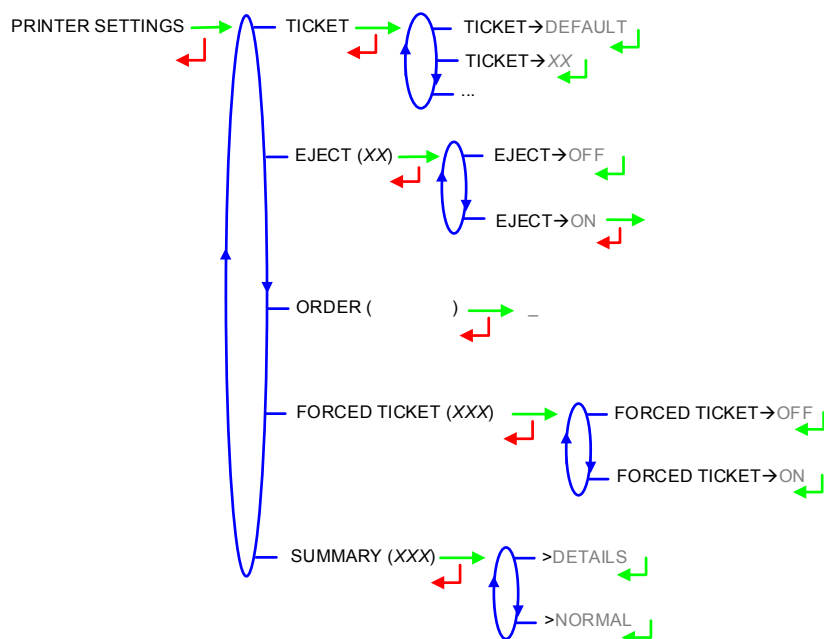 PRINTER SETTINGS
TICKET
TICKET→DEFAULT
TICKET→XX
...
EJECT (XX)
EJECT→OFF
EJECT→ON
ORDER ( )
_
FORCED TICKET (XXX)
FORCED TICKET→OFF
FORCED TICKET→ON
SUMMARY (XXX)
>DETAILS
>NORMAL